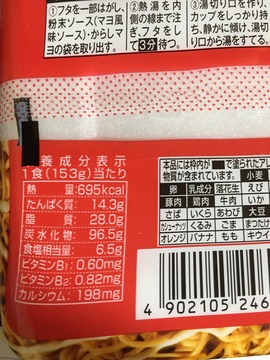 ①フタを一部はがし、
粉末ソース(マヨ風
味ソース)・からしマ
ヨの袋を取り出す。
②熱湯を内
側の線まで注
ぎ、フタをし
て3分待つ。
③湯切り口を作り、
カップをしっかり持
ち、静かに傾け、湯切
り口から湯をすてる。
養成分表示
1食(153g)当たり
熱量:695kcal
たんぱく質:14.3g
脂質:28.0g
炭水化物:96.5g
食塩相当量:6.5g
ビタミンB1:0.60mg
ビタミンB2:0.82mg
カルシウム:198mg
本品には枠内が で塗られたアレ
物質が含まれています。
小麦
卵 乳成分 落花生 えび
豚肉 鶏肉 牛肉 いか
さば いくら あわび 大豆
カシューナッツ くるみ ごま まつたけ
オレンジ バナナ もも キウイ
4 902105 246